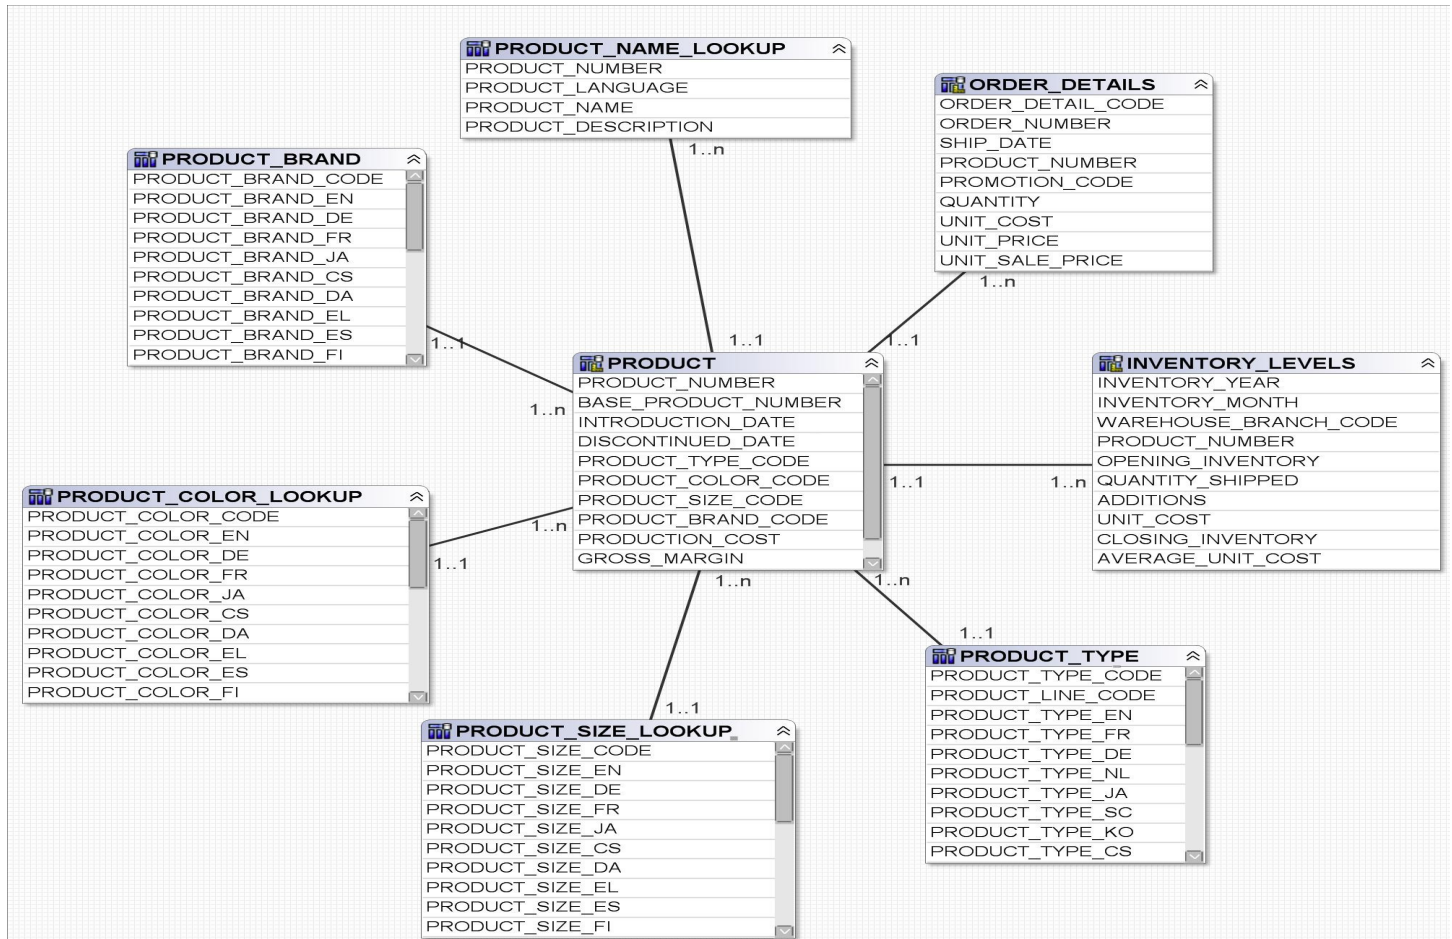 PRODUCT_NAME_LOOKUP
PRODUCT_NUMBER
PRODUCT_LANGUAGE
PRODUCT_NAME
PRODUCT_DESCRIPTION
1..n
ORDER_DETAILS
ORDER_DETAIL_CODE
ORDER_NUMBER
SHIP_DATE
PRODUCT_NUMBER
PROMOTION_CODE
QUANTITY
UNIT_COST
UNIT_PRICE
UNIT_SALE_PRICE
1..n
PRODUCT_BRAND
PRODUCT_BRAND_CODE
PRODUCT_BRAND_EN
PRODUCT_BRAND_DE
PRODUCT_BRAND_FR
PRODUCT_BRAND_JA
PRODUCT_BRAND_CS
PRODUCT_BRAND_DA
PRODUCT_BRAND_EL
PRODUCT_BRAND_ES
PRODUCT_BRAND_FI
1..1
1..1
1..1
1..n
PRODUCT
PRODUCT_NUMBER
BASE_PRODUCT_NUMBER
INTRODUCTION_DATE
DISCONTINUED_DATE
PRODUCT_TYPE_CODE
PRODUCT_COLOR_CODE
PRODUCT_SIZE_CODE
PRODUCT_BRAND_CODE
PRODUCTION_COST
GROSS_MARGIN
1..1
1..n
INVENTORY_LEVELS
INVENTORY_YEAR
INVENTORY_MONTH
WAREHOUSE_BRANCH_CODE
PRODUCT_NUMBER
OPENING_INVENTORY
QUANTITY_SHIPPED
ADDITIONS
UNIT_COST
CLOSING_INVENTORY
AVERAGE_UNIT_COST
PRODUCT_COLOR_LOOKUP
PRODUCT_COLOR_CODE
PRODUCT_COLOR_EN
PRODUCT_COLOR_DE
PRODUCT_COLOR_FR
PRODUCT_COLOR_JA
PRODUCT_COLOR_CS
PRODUCT_COLOR_DA
PRODUCT_COLOR_EL
PRODUCT_COLOR_ES
PRODUCT_COLOR_FI
1..n
1..1
1..n
1..n
1..1
1..1
PRODUCT_SIZE_LOOKUP
PRODUCT_SIZE_CODE
PRODUCT_SIZE_EN
PRODUCT_SIZE_DE
PRODUCT_SIZE_FR
PRODUCT_SIZE_JA
PRODUCT_SIZE_CS
PRODUCT_SIZE_DA
PRODUCT_SIZE_EL
PRODUCT_SIZE_ES
PRODUCT_SIZE_FI
PRODUCT_TYPE
PRODUCT_TYPE_CODE
PRODUCT_LINE_CODE
PRODUCT_TYPE_EN
PRODUCT_TYPE_FR
PRODUCT_TYPE_DE
PRODUCT_TYPE_NL
PRODUCT_TYPE_JA
PRODUCT_TYPE_SC
PRODUCT_TYPE_KO
PRODUCT_TYPE_CS